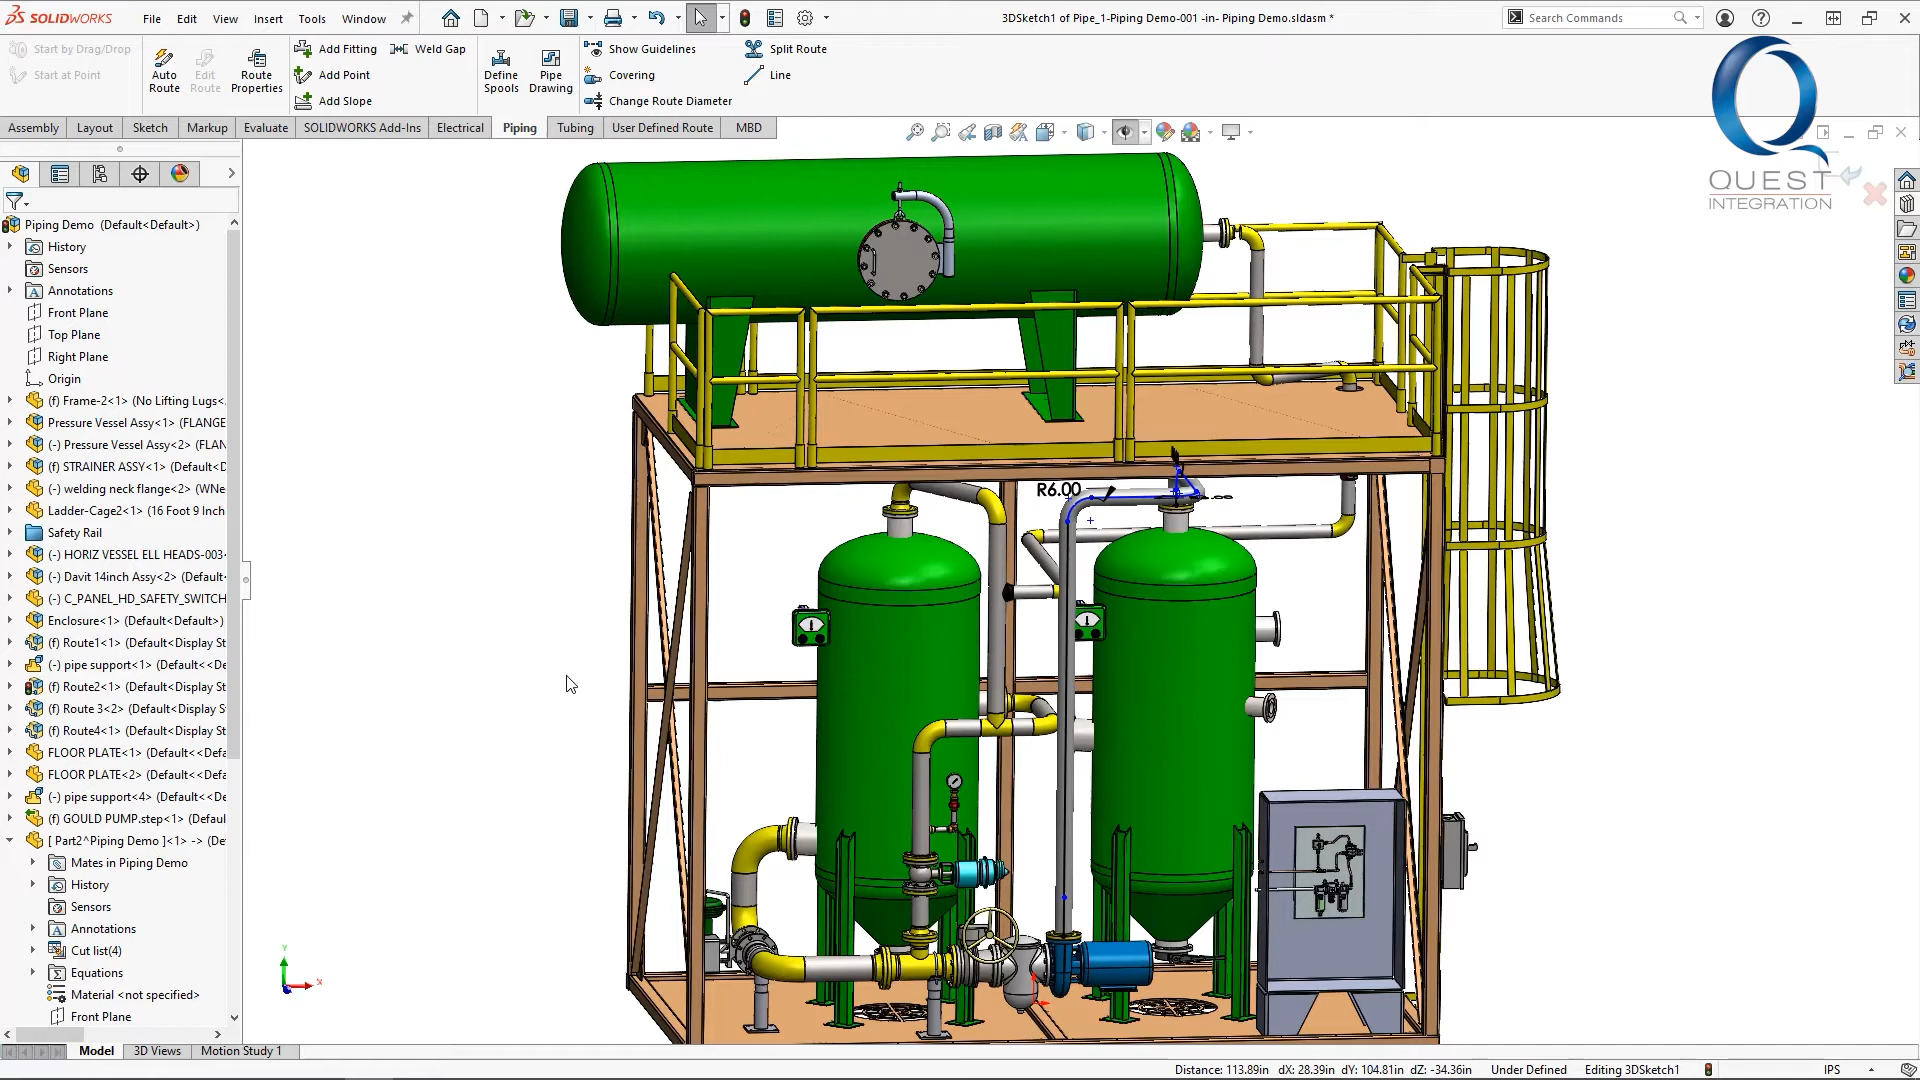 SOLIDWORKS
File Edit View Insert Tools Window
3DSketch1 of Pipe_1-Piping Demo-001 -in- Piping Demo.sldasm *
Search Commands
Start by Drag/Drop
Start at Point
Auto Route
Edit Route
Route Properties
Add Fitting
Weld Gap
Add Point
Add Slope
Define Spools
Pipe Drawing
Show Guidelines
Split Route
Covering
Line
Change Route Diameter
Assembly Layout Sketch Markup Evaluate SOLIDWORKS Add-Ins Electrical Piping Tubing User Defined Route MBD
QUEST
INTEGRATION
Piping Demo (Default<Default>)
History
Sensors
Annotations
Front Plane
Top Plane
Right Plane
Origin
(f) Frame-2<1> (No Lifting Lugs<
Pressure Vessel Assy<1> (FLANGE
(-) Pressure Vessel Assy<2> (FLAN
(f) STRAINER ASSY<1> (Default<D
(-) welding neck flange<2> (WNe
Ladder-Cage2<1> (16 Foot 9 Inch
Safety Rail
(-) HORIZ VESSEL ELL HEADS-003<
(-) Davit 14inch Assy<2> (Default<
(-) C_PANEL_HD_SAFETY_SWITCH
Enclosure<1> (Default<Default>)
(f) Route1<1> (Default<Display St
(-) pipe support<1> (Default<<De
(f) Route2<1> (Default<Display St
(f) Route 3<2> (Default<Display S
(f) Route4<1> (Default<Display St
FLOOR PLATE<1> (Default<<Defa
FLOOR PLATE<2> (Default<<Defa
(-) pipe support<4> (Default<<De
(f) GOULD PUMP.step<1> (Defaul
[ Part2^Piping Demo ]<1> -> (De
Mates in Piping Demo
History
Sensors
Annotations
Cut list(4)
Equations
Material <not specified>
Front Plane
R6.00
Y
X
Model 3D Views Motion Study 1
Distance: 113.89in dX: 28.39in dY: 104.81in dZ: -34.36in Under Defined Editing 3DSketch1 IPS